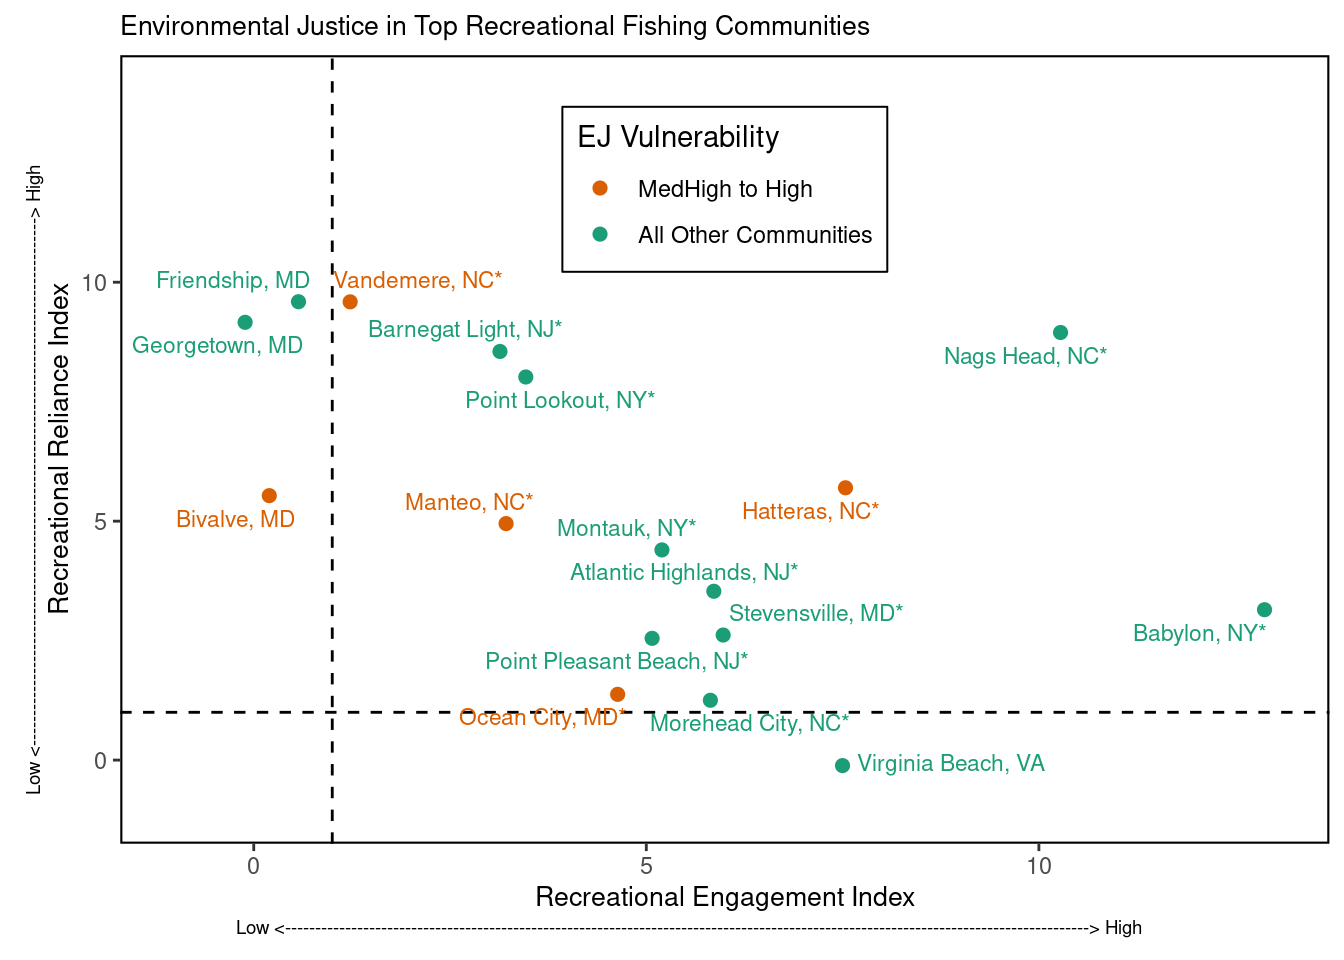 Environmental Justice in Top Recreational Fishing Communities
EJ Vulnerability
MedHigh to High
All Other Communities
Friendship, MD
Vandemere, NC*
Georgetown, MD
Barnegat Light, NJ*
Nags Head, NC*
Point Lookout, NY*
Bivalve, MD
Manteo, NC*
Hatteras, NC*
Montauk, NY*
Atlantic Highlands, NJ*
Stevensville, MD*
Babylon, NY*
Point Pleasant Beach, NJ*
Ocean City, MD*
Morehead City, NC*
Virginia Beach, VA
10
5
0
Recreational Reliance Index
Low <---------------------------------------------------------------------------------------> High
0
5
10
Recreational Engagement Index
Low <---------------------------------------------------------------------------------------------------------------------------------------> High